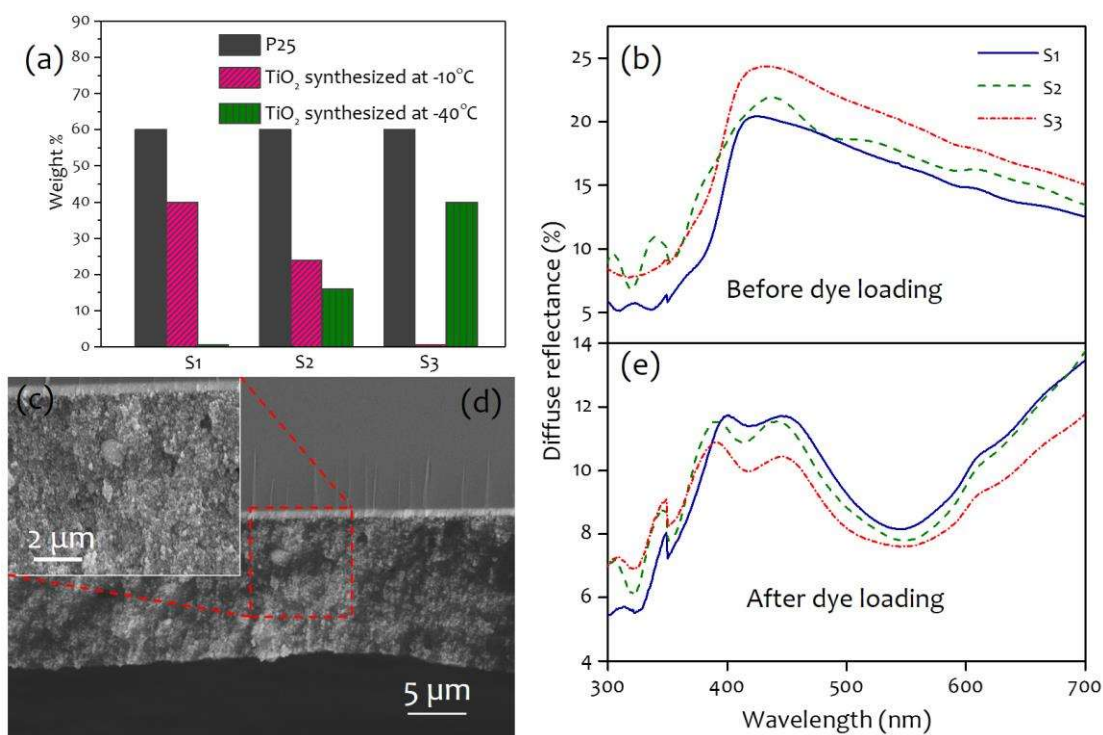 (a)
P25
TiO₂ synthesized at -10°C
TiO₂ synthesized at -40°C
Weight %
90
80
70
60
50
40
30
20
10
0
S1
S2
S3
(b)
S1
S2
S3
25
20
15
10
5
Before dye loading
Diffuse reflectance (%)
(c)
2 μm
(d)
5 μm
(e)
14
12
10
8
6
4
After dye loading
300
400
500
600
700
Wavelength (nm)